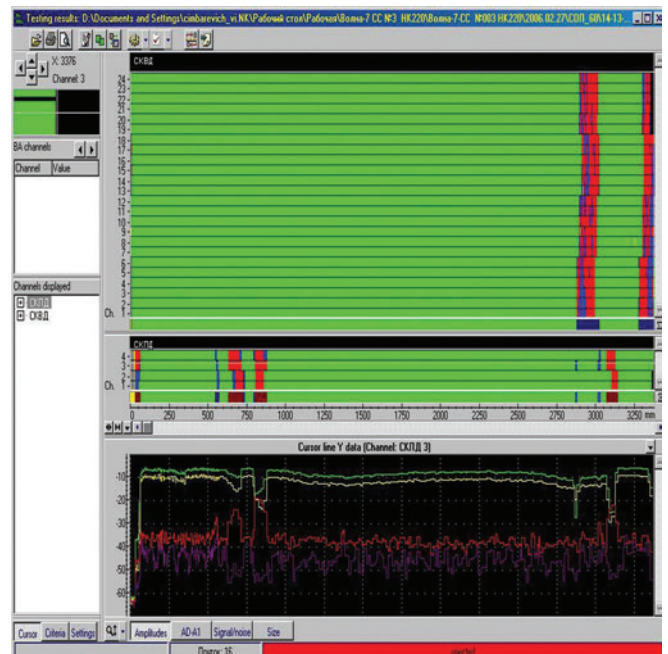 Testing results: D:\Documents and Settings\cimbarevich_vi.NK\Рабочий стол\Рабочая\Волна-7 СС №3 НК220\Волна-7-СС №003 НК220\2006.02.27\СОП_60\14-13-...
X: 3376
Channel: 3
BA channels
Channel Value
Channels displayed
СКПД
СКВД
СКВД
24
23
22
21
20
19
18
17
16
15
14
13
12
11
10
9
8
7
6
5
4
3
2
Ch. 1
СКПД
4
3
2
Ch. 1
0 250 500 750 1000 1250 1500 1750 2000 2250 2500 2750 3000 3250 mm
Cursor line Y data (Channel: СКПД 3)
-10
-20
-30
-40
-50
-60
Cursor Criteria Settings
Amplitudes AD-A1 Signal/noise Size
Пруток: 16